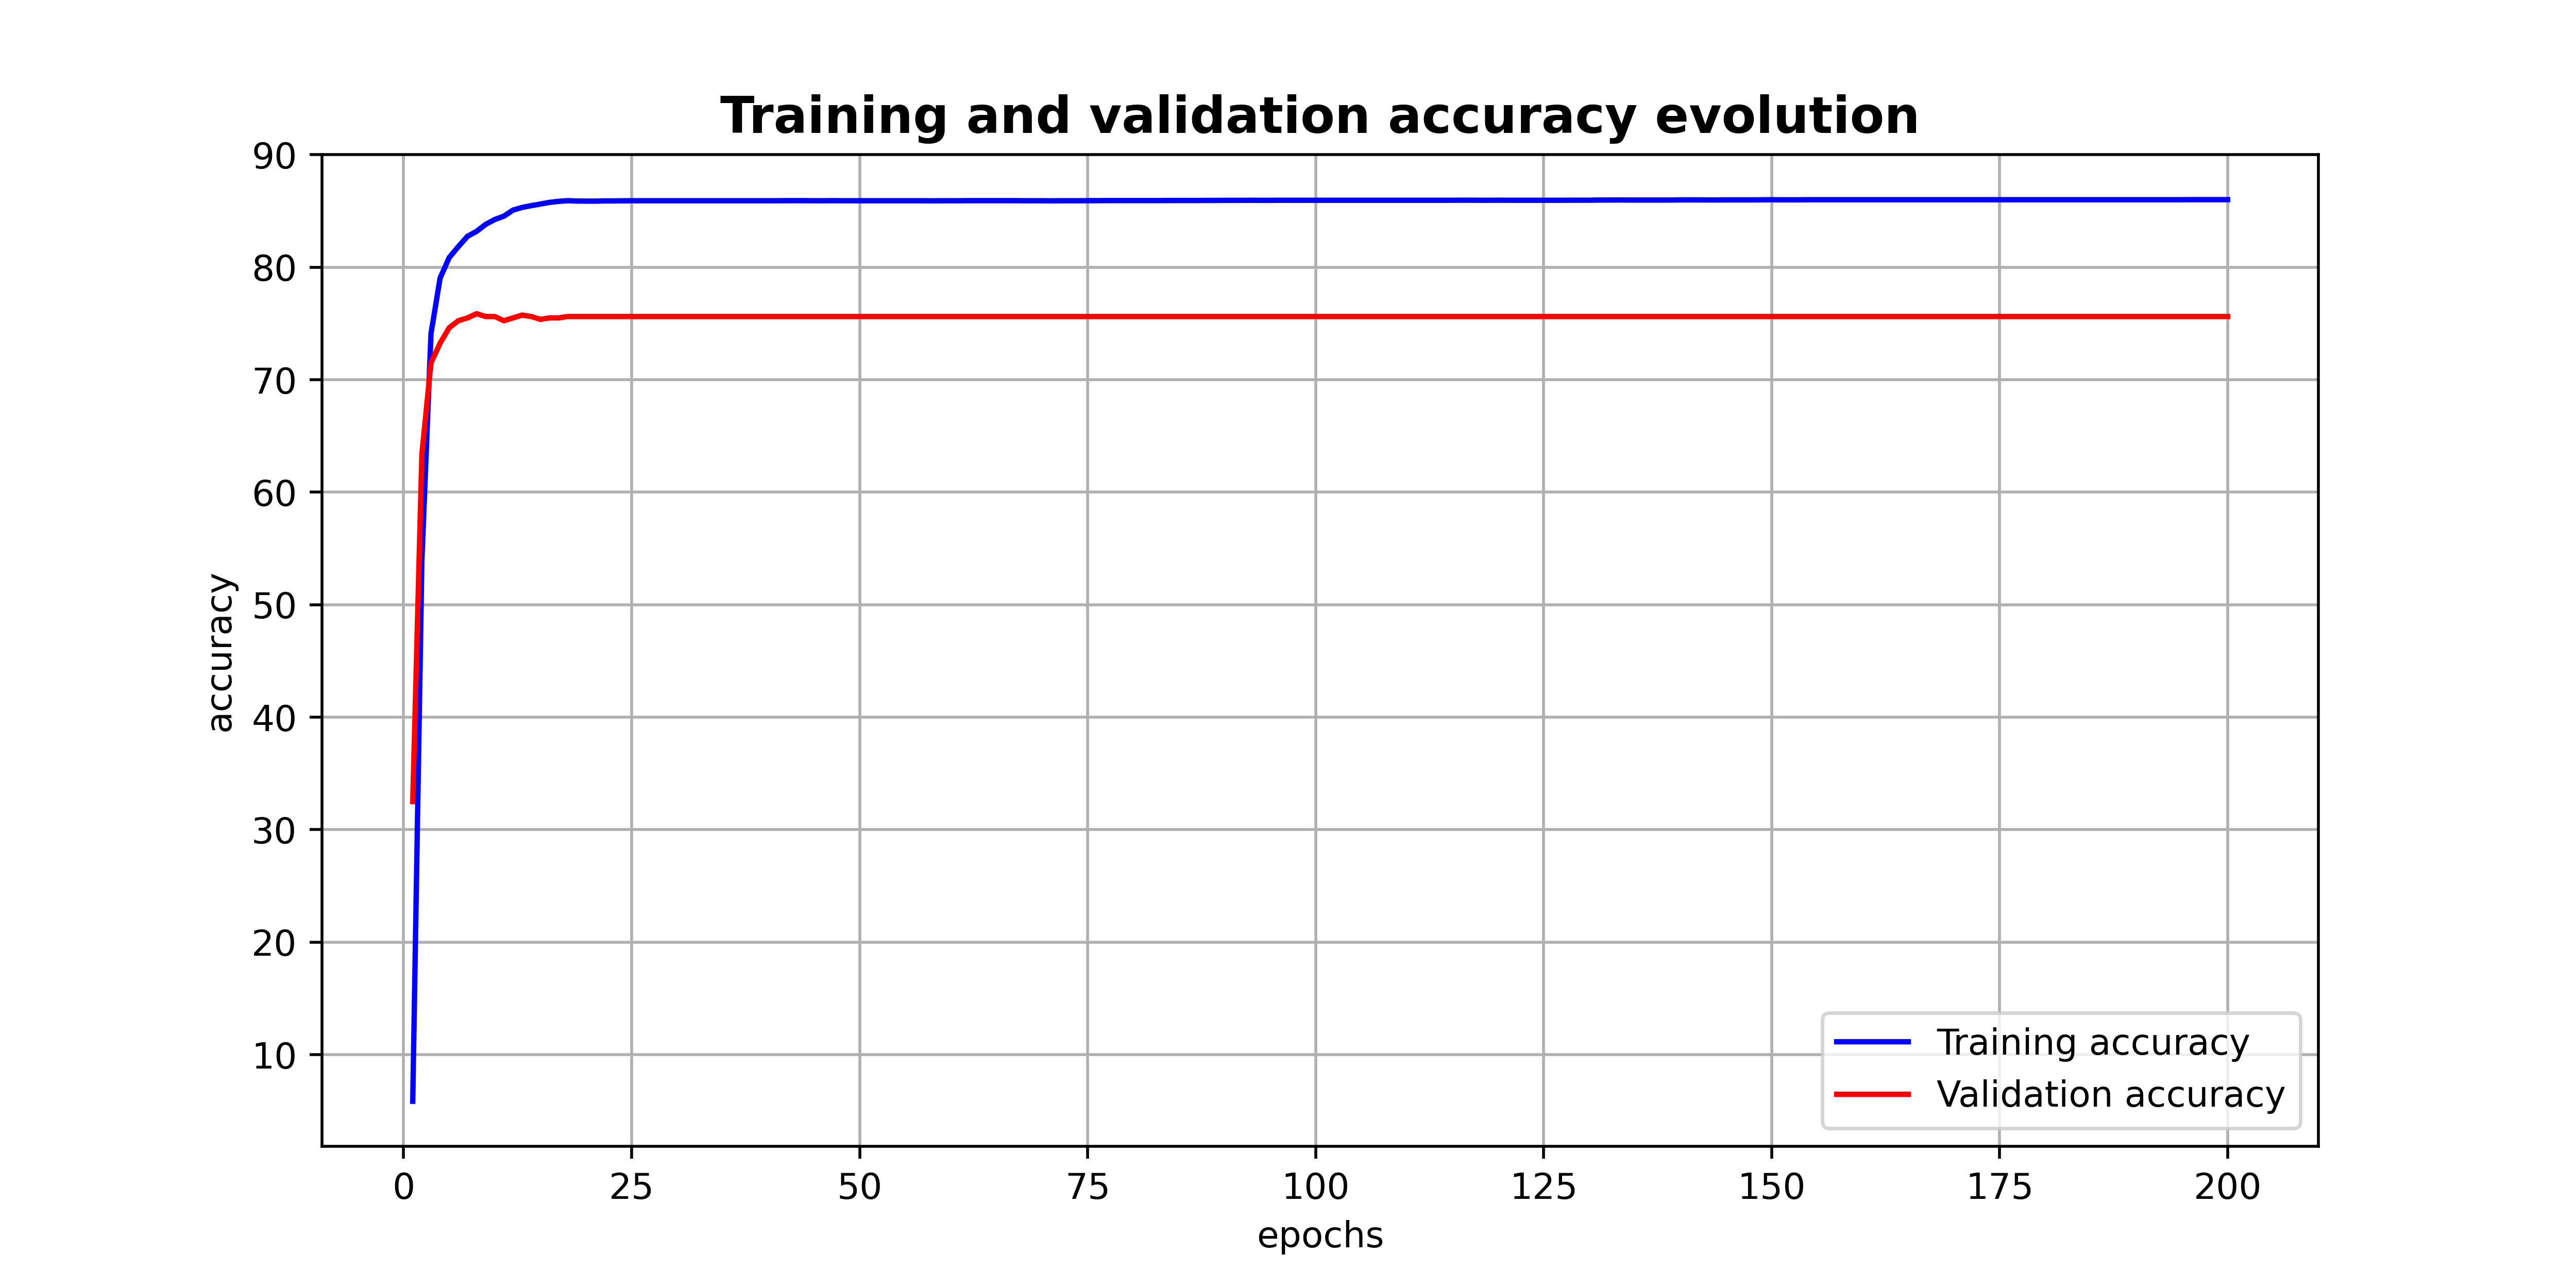 Training and validation accuracy evolution
90
80
70
60
50
40
30
20
10
accuracy
0 25 50 75 100 125 150 175 200
epochs
Training accuracy
Validation accuracy